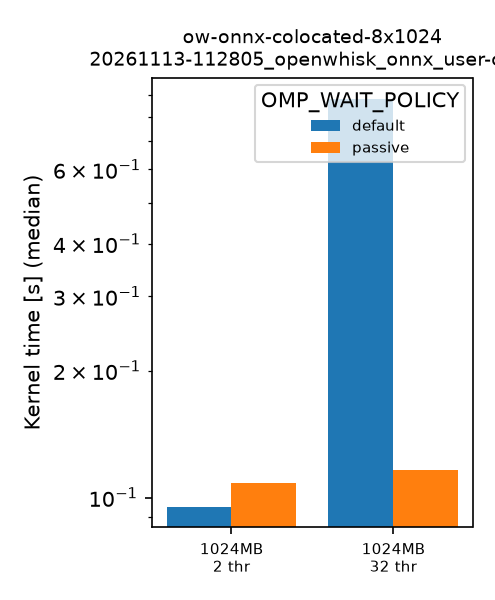 ow-onnx-colocated-8x1024
20261113-112805_openwhisk_onnx_user-
OMP_WAIT_POLICY
default
passive
Kernel time [s] (median)
6 × 10⁻¹
4 × 10⁻¹
3 × 10⁻¹
2 × 10⁻¹
10⁻¹
1024MB
2 thr
1024MB
32 thr